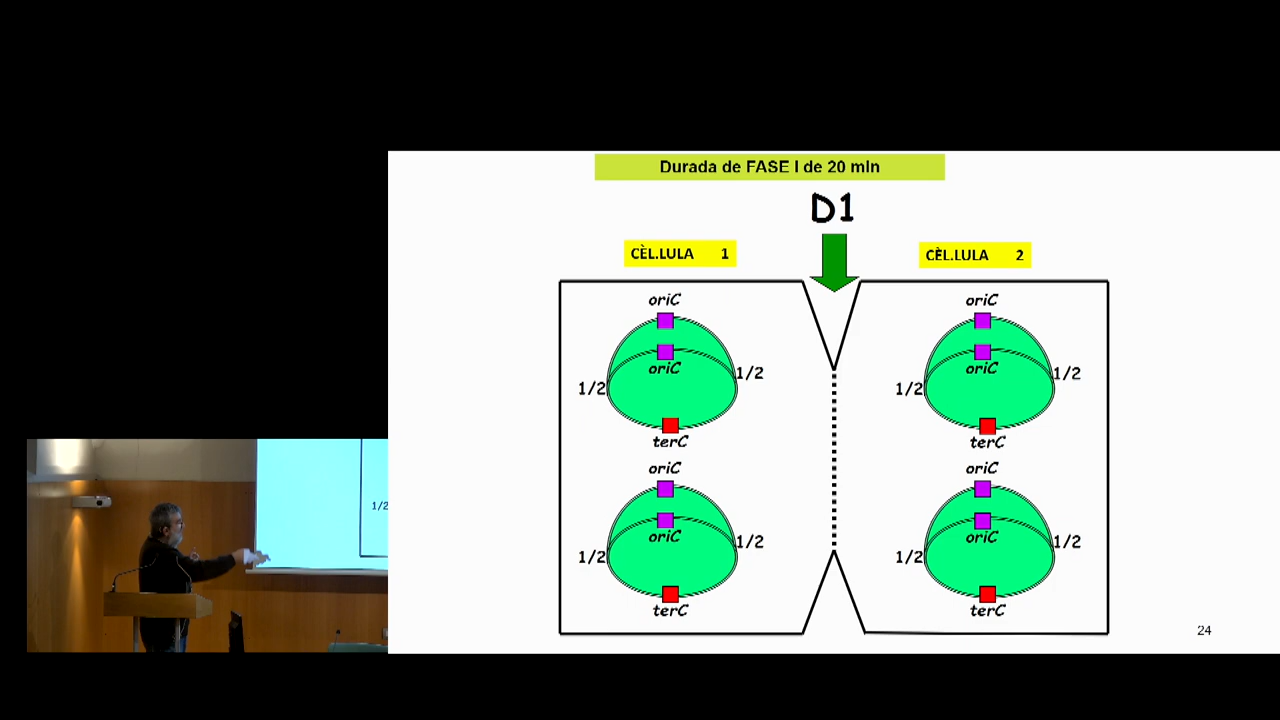 Durada de FASE I de 20 min
D1
CÈL.LULA 1
CÈL.LULA 2
oriC
oriC
oriC
oriC
1/2
1/2
1/2
1/2
terC
terC
oriC
oriC
oriC
oriC
1/2
1/2
1/2
1/2
terC
terC
1/2
24